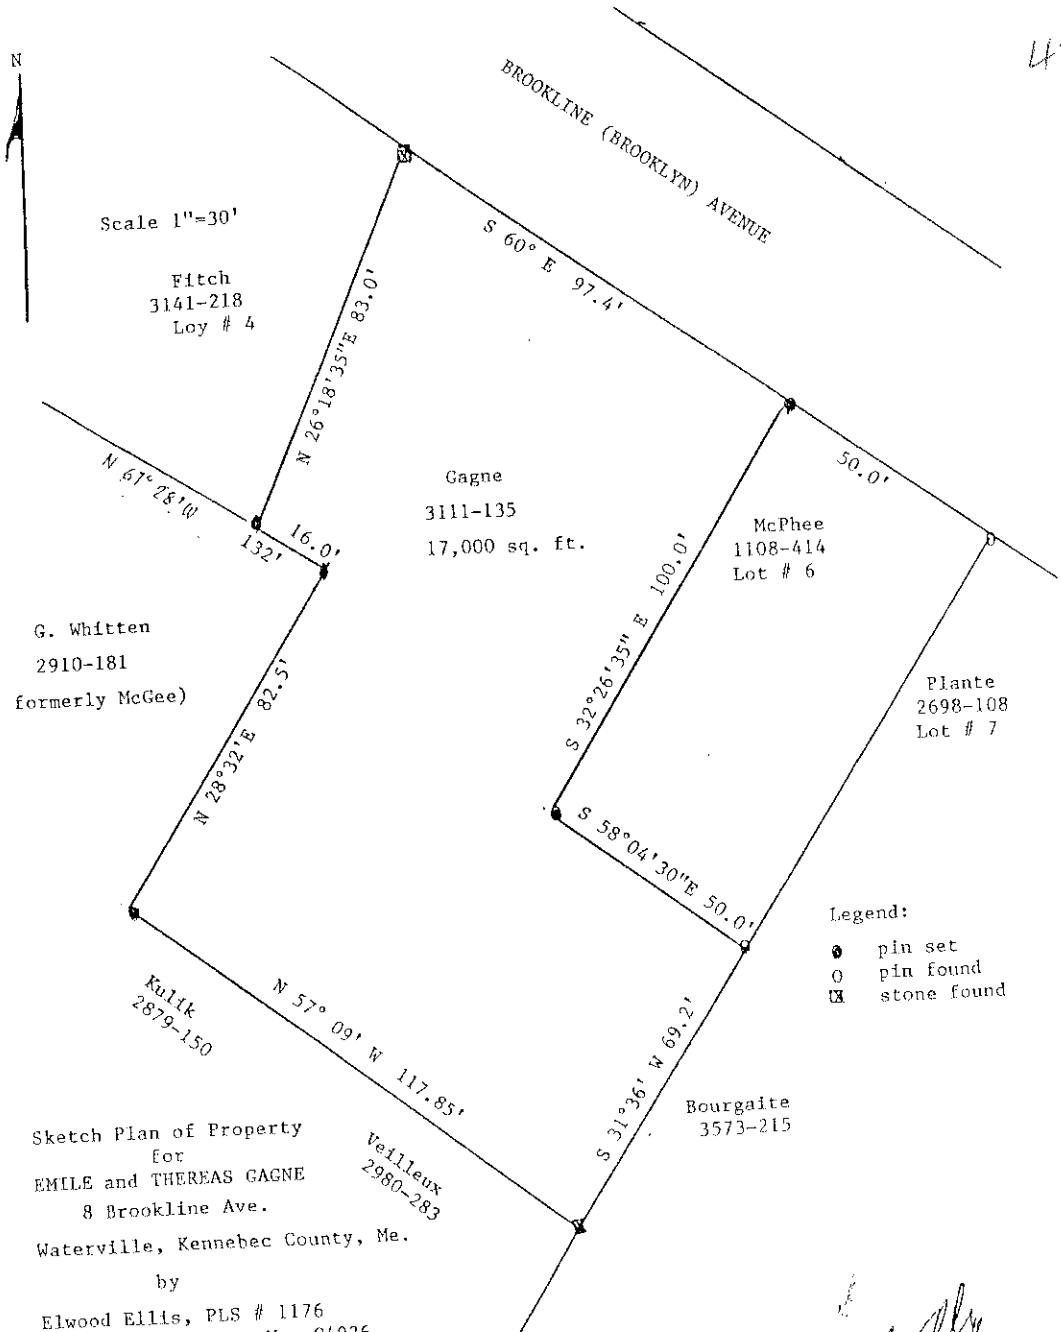 N
BROOKLINE (BROOKLYN) AVENUE
Scale 1"=30'
Fitch
3141-218
Loy # 4
N 26°18'35"E 83.0'
S 60° E 97.4'
50.0'
N 61°28'W
132'
16.0'
Gagne
3111-135
17,000 sq. ft.
McPhee
1108-414
Lot # 6
S 32°26'35" E 100.0'
G. Whitten
2910-181
formerly McGee)
N 28°32'E 82.5'
Plante
2698-108
Lot # 7
S 58°04'30"E 50.0'
Legend:
pin set
pin found
stone found
Kulik
2879-150
N 57° 09' W 117.85'
S 31°36' W 69.2'
Bourgaite
3573-215
Veilleux
2980-283
Sketch Plan of Property
for
EMILE and THEREAS GAGNE
8 Brookline Ave.
Waterville, Kennebec County, Me.
by
Elwood Ellis, PLS # 1176